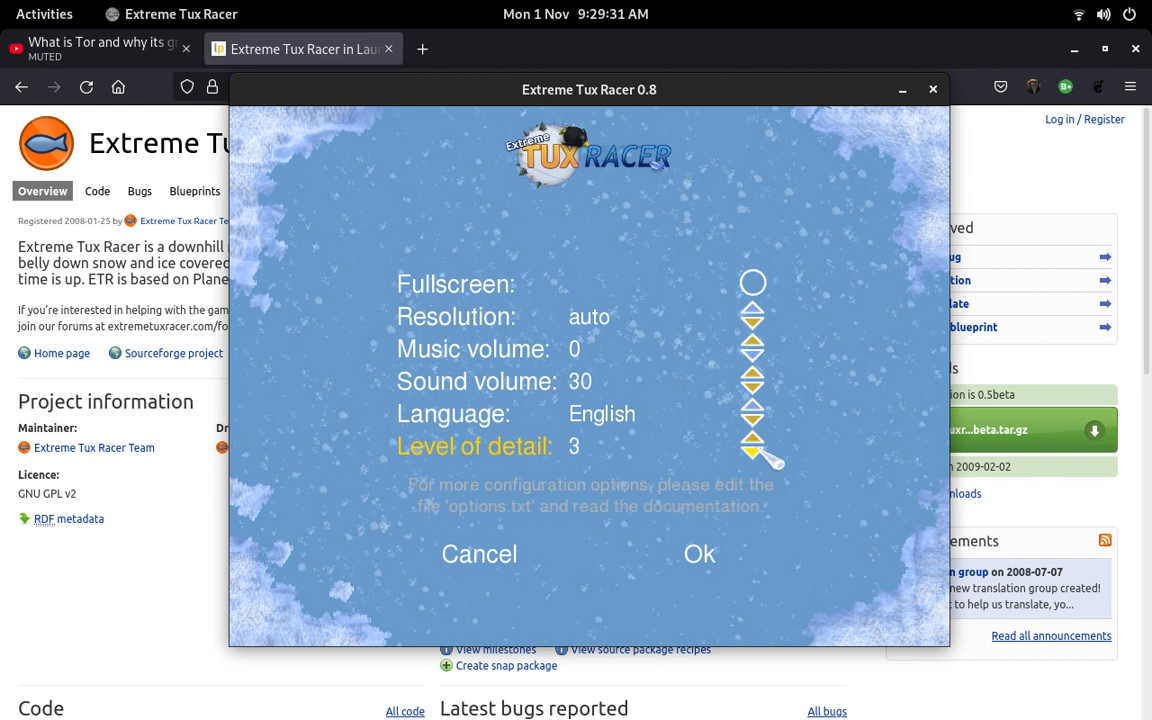 Activities
Extreme Tux Racer
Mon 1 Nov 9:29:31 AM
What is Tor and why its gr
MUTED
Extreme Tux Racer in Laun
Extreme Tux Racer 0.8
Log in / Register
Extreme Tu
Overview
Code
Bugs
Blueprints
Registered 2008-01-25 by
Extreme Tux Racer Te
Extreme Tux Racer is a downhill
belly down snow and ice covered
time is up. ETR is based on Plane
If you're interested in helping with the gam
join our forums at extremetuxracer.com/fo
Home page
Sourceforge project
Project information
Maintainer:
Dr
Extreme Tux Racer Team
Licence:
GNU GPL v2
RDF metadata
Extreme
TUX RACER
Fullscreen:
Resolution: auto
Music volume: 0
Sound volume: 30
Language: English
Level of detail: 3
For more configuration options, please edit the
file 'options.txt' and read the documentation.
Cancel
Ok
ved
ug
tion
late
blueprint
ds
ion is 0.5beta
uxr...beta.tar.gz
n 2009-02-02
nloads
ements
n group on 2008-07-07
new translation group created!
t to help us translate, yo...
Read all announcements
View milestones
View source package recipes
Create snap package
Code
All code
Latest bugs reported
All bugs